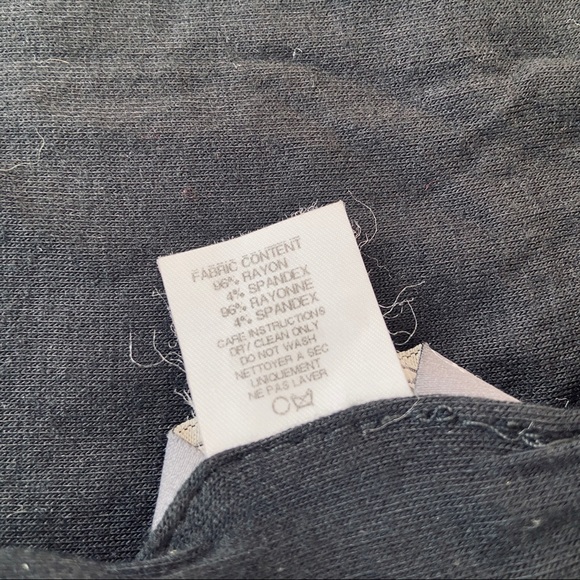 FABRIC CONTENT
96% RAYON
4% SPANDEX
96% RAYONNE
4% SPANDEX
CARE INSTRUCTIONS
DRY CLEAN ONLY
DO NOT WASH
NETTOYER A SEC
UNIQUEMENT
NE PAS LAVER